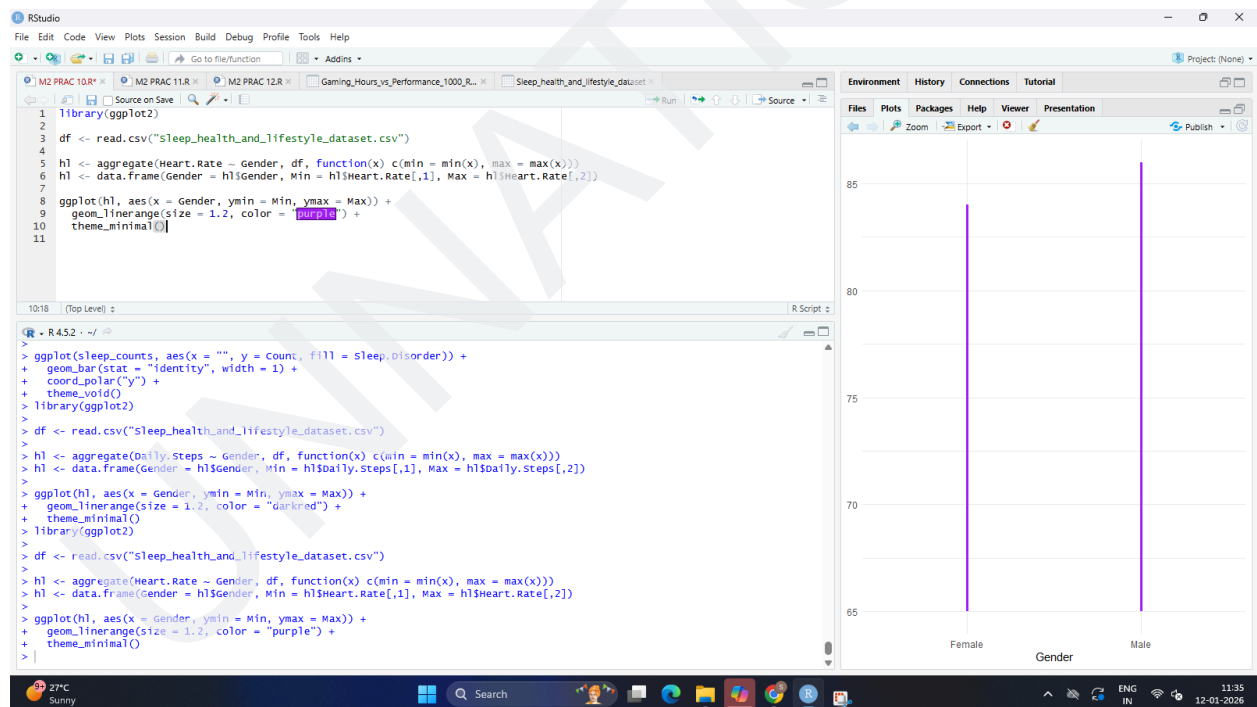 RStudio
File Edit Code View Plots Session Build Debug Profile Tools Help
Go to file/function Addins Project: (None)
M2 PRAC 10.R* M2 PRAC 11.R M2 PRAC 12.R Gaming_Hours_vs_Performance_1000_R... Sleep_health_and_lifestyle_dataset
Source on Save Run Source
1 library(ggplot2)
2
3 df <- read.csv("Sleep_health_and_lifestyle_dataset.csv")
4
5 hl <- aggregate(Heart.Rate ~ Gender, df, function(x) c(min = min(x), max = max(x)))
6 hl <- data.frame(Gender = hl$Gender, Min = hl$Heart.Rate[,1], Max = hl$Heart.Rate[,2])
7
8 ggplot(hl, aes(x = Gender, ymin = Min, ymax = Max)) +
9 geom_linerange(size = 1.2, color = "purple") +
10 theme_minimal()
11
10:18 (Top Level) R Script
R 4.5.2 · ~/
>
> ggplot(sleep_counts, aes(x = "", y = Count, fill = Sleep.Disorder)) +
+ geom_bar(stat = "identity", width = 1) +
+ coord_polar("y") +
+ theme_void()
> library(ggplot2)
>
> df <- read.csv("Sleep_health_and_lifestyle_dataset.csv")
>
> hl <- aggregate(Daily.Steps ~ Gender, df, function(x) c(min = min(x), max = max(x)))
> hl <- data.frame(Gender = hl$Gender, Min = hl$Daily.Steps[,1], Max = hl$Daily.Steps[,2])
>
> ggplot(hl, aes(x = Gender, ymin = Min, ymax = Max)) +
+ geom_linerange(size = 1.2, color = "darkred") +
+ theme_minimal()
> library(ggplot2)
>
> df <- read.csv("Sleep_health_and_lifestyle_dataset.csv")
>
> hl <- aggregate(Heart.Rate ~ Gender, df, function(x) c(min = min(x), max = max(x)))
> hl <- data.frame(Gender = hl$Gender, Min = hl$Heart.Rate[,1], Max = hl$Heart.Rate[,2])
>
> ggplot(hl, aes(x = Gender, ymin = Min, ymax = Max)) +
+ geom_linerange(size = 1.2, color = "purple") +
+ theme_minimal()
>
Environment History Connections Tutorial
Files Plots Packages Help Viewer Presentation
Zoom Export Publish
85
80
75
70
65
Female Male
Gender
UNNATI
9+ 27°C
Sunny
Search
ENG
IN
11:35
12-01-2026